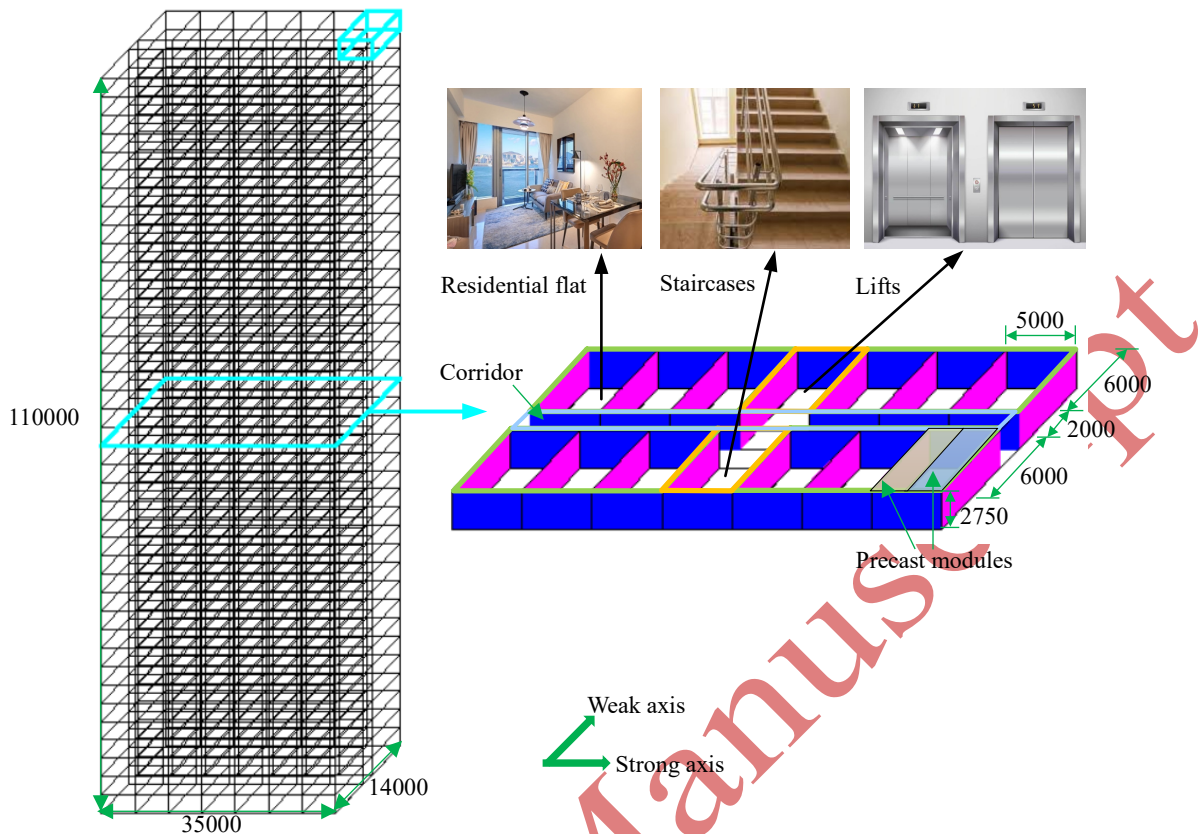 Residential flat
Staircases
Lifts
5000
Corridor
6000
110000
2000
6000
2750
Precast modules
Weak axis
Strong axis
14000
35000
Manuscript